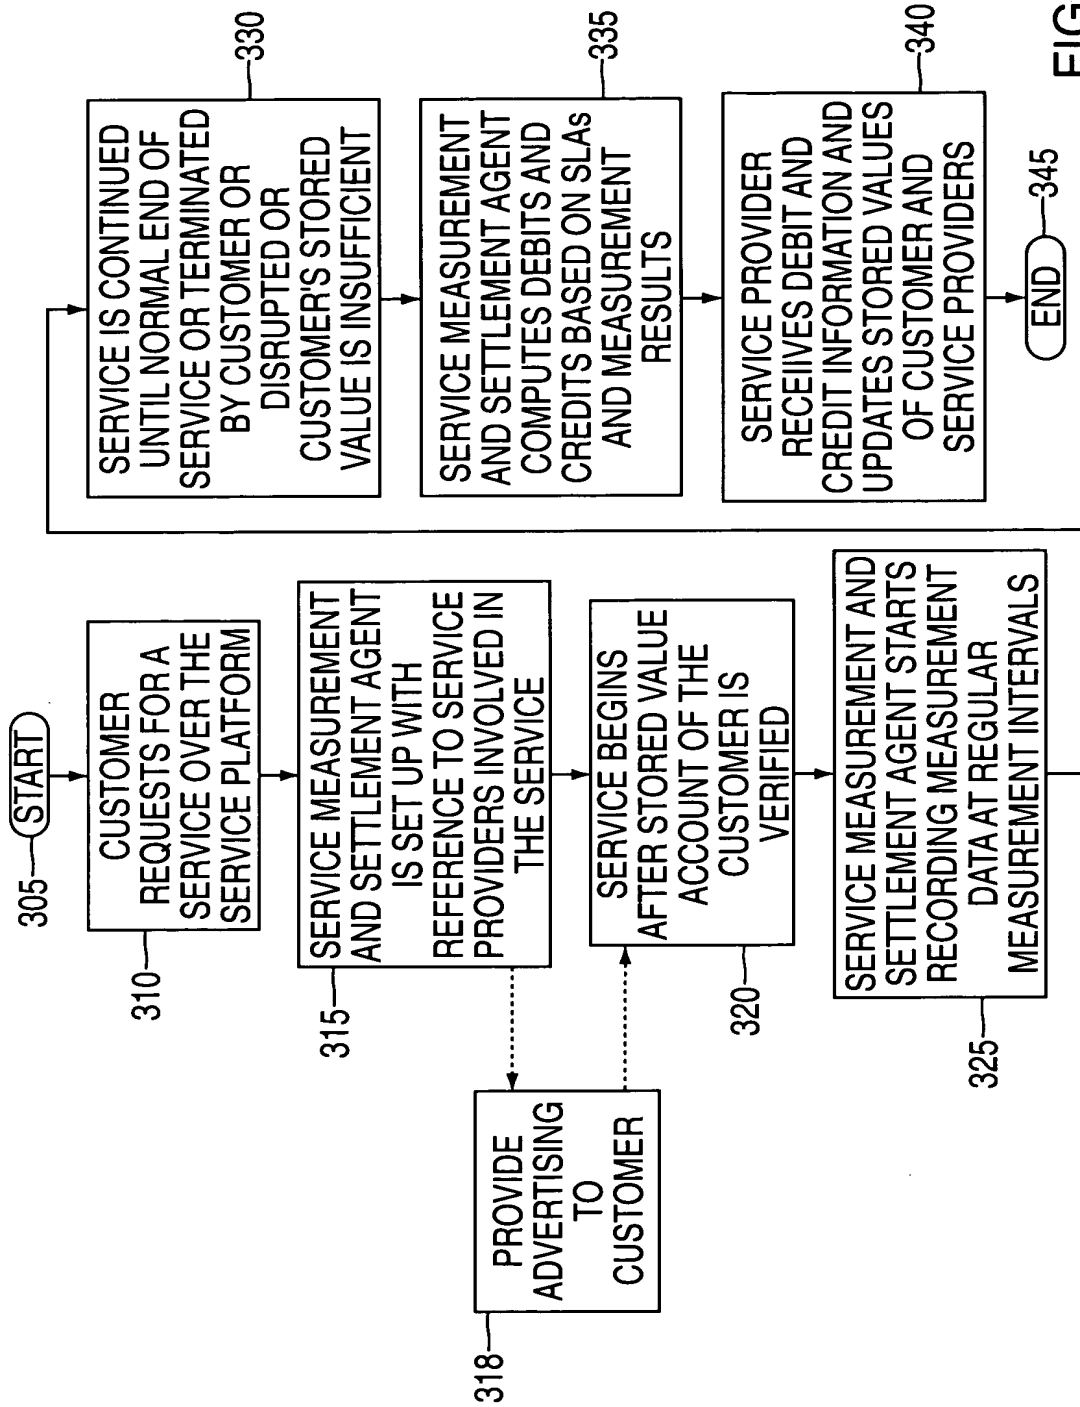 305
START
CUSTOMER
REQUESTS FOR A
SERVICE OVER THE
SERVICE PLATFORM
310
SERVICE MEASUREMENT
AND SETTLEMENT AGENT
IS SET UP WITH
REFERENCE TO SERVICE
PROVIDERS INVOLVED IN
THE SERVICE
315
PROVIDE
ADVERTISING
TO
CUSTOMER
318
SERVICE BEGINS
AFTER STORED VALUE
ACCOUNT OF THE
CUSTOMER IS
VERIFIED
320
SERVICE MEASUREMENT AND
SETTLEMENT AGENT STARTS
RECORDING MEASUREMENT
DATA AT REGULAR
MEASUREMENT INTERVALS
325
SERVICE IS CONTINUED
UNTIL NORMAL END OF
SERVICE OR TERMINATED
BY CUSTOMER OR
DISRUPTED OR
CUSTOMER'S STORED
VALUE IS INSUFFICIENT
330
SERVICE MEASUREMENT
AND SETTLEMENT AGENT
COMPUTES DEBITS AND
CREDITS BASED ON SLAs
AND MEASUREMENT
RESULTS
335
SERVICE PROVIDER
RECEIVES DEBIT AND
CREDIT INFORMATION AND
UPDATES STORED VALUES
OF CUSTOMER AND
SERVICE PROVIDERS
340
END
345
FIG